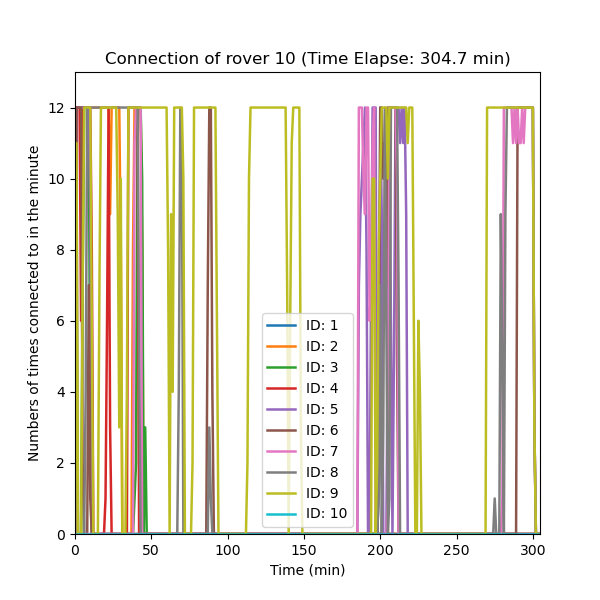 Connection of rover 10 (Time Elapse: 304.7 min)
Numbers of times connected to in the minute
12
10
8
6
4
2
0
ID: 1
ID: 2
ID: 3
ID: 4
ID: 5
ID: 6
ID: 7
ID: 8
ID: 9
ID: 10
0 50 100 150 200 250 300
Time (min)